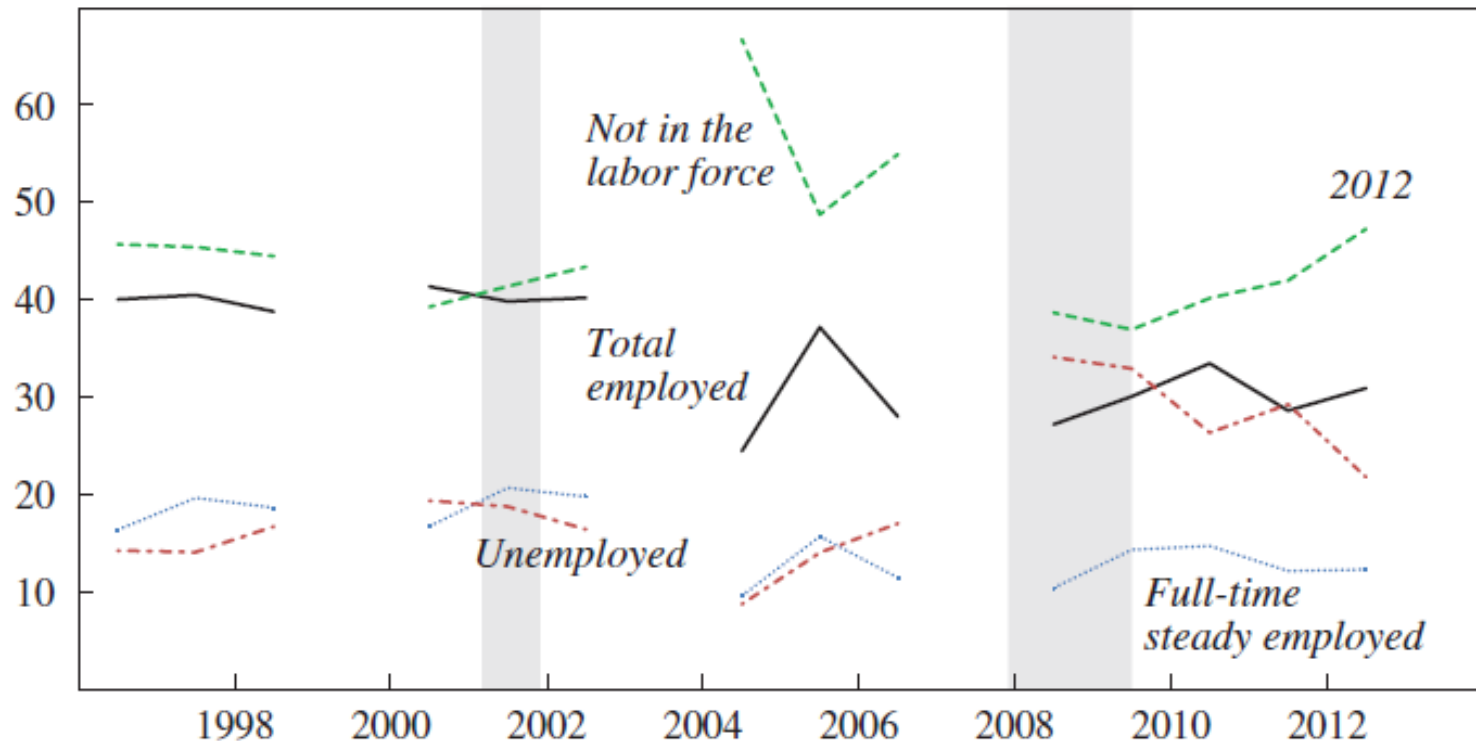 60
50
40
30
20
10
Not in the
labor force
2012
Total
employed
Unemployed
Full-time
steady employed
1998 2000 2002 2004 2006 2008 2010 2012